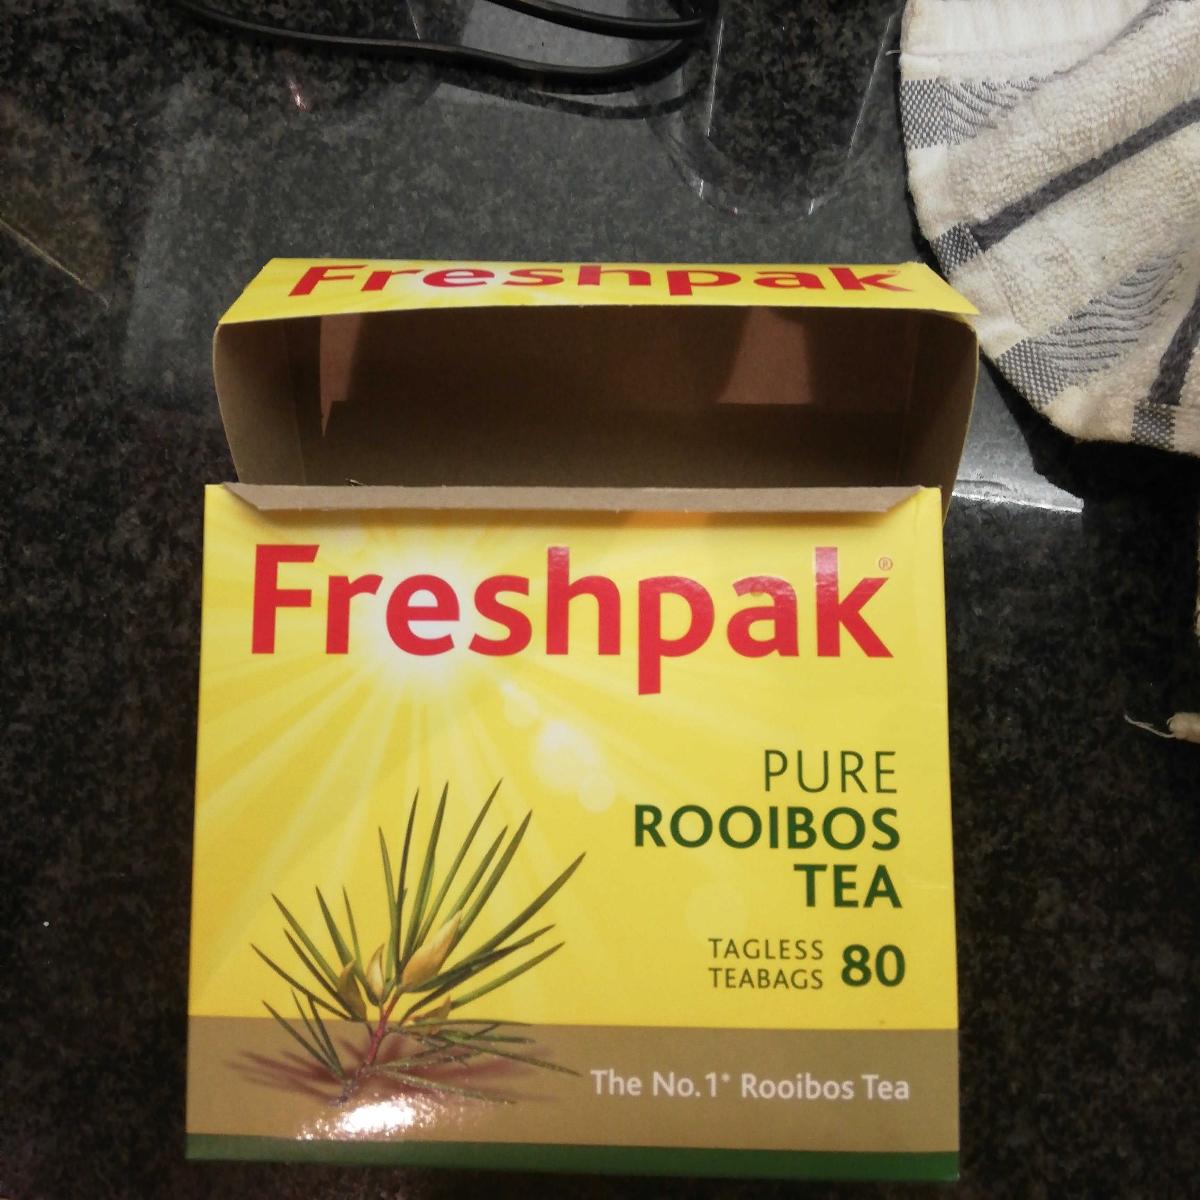 Freshpak
Freshpak®
PURE
ROOIBOS
TEA
TAGLESS
TEABAGS 80
The No.1* Rooibos Tea